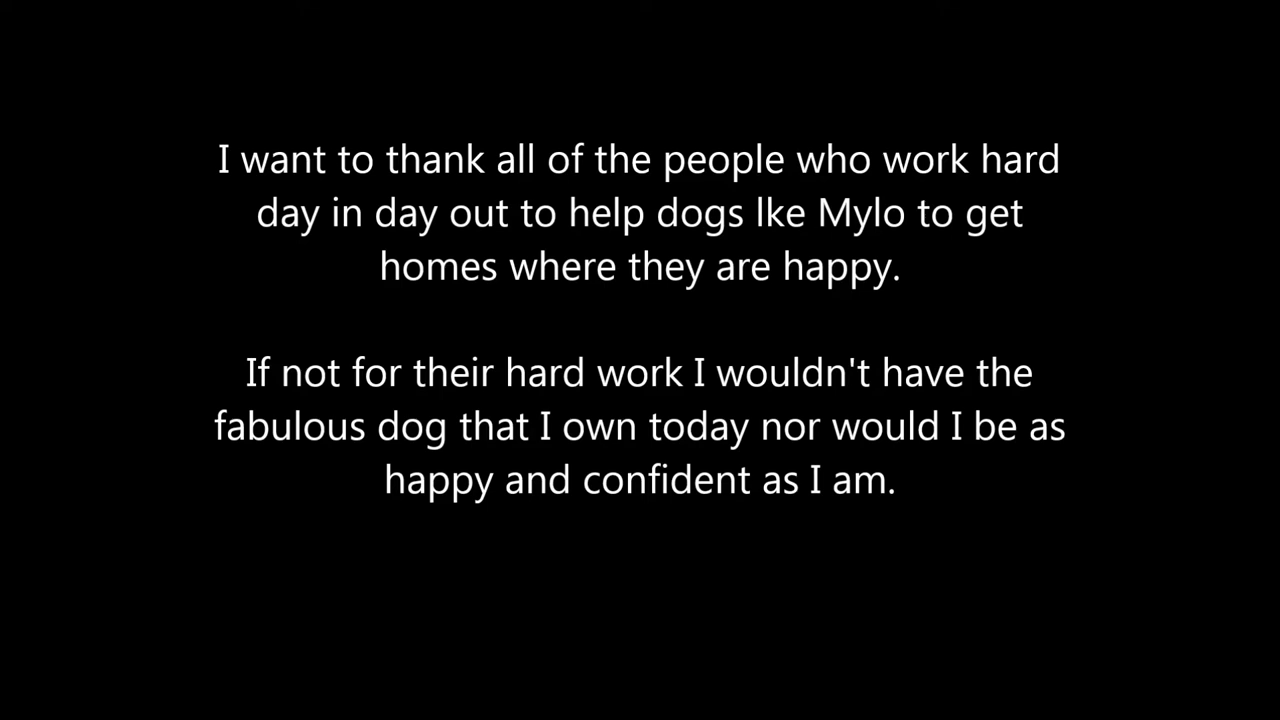 I want to thank all of the people who work hard
day in day out to help dogs lke Mylo to get
homes where they are happy.
If not for their hard work I wouldn't have the
fabulous dog that I own today nor would I be as
happy and confident as I am.